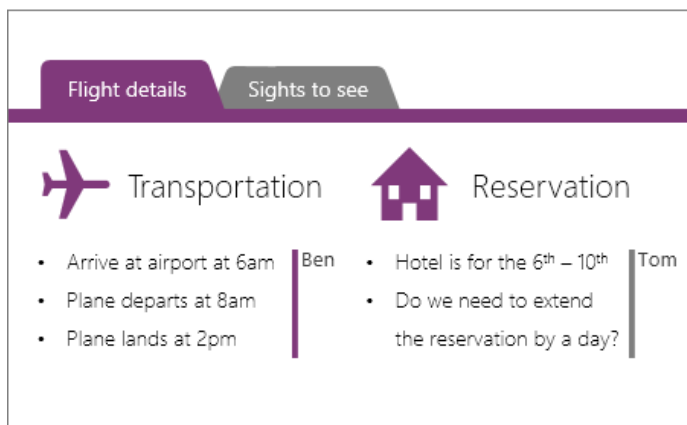 Flight details
Sights to see
Transportation
• Arrive at airport at 6am
• Plane departs at 8am
• Plane lands at 2pm
Ben
Reservation
• Hotel is for the 6th – 10th
• Do we need to extend
the reservation by a day?
Tom